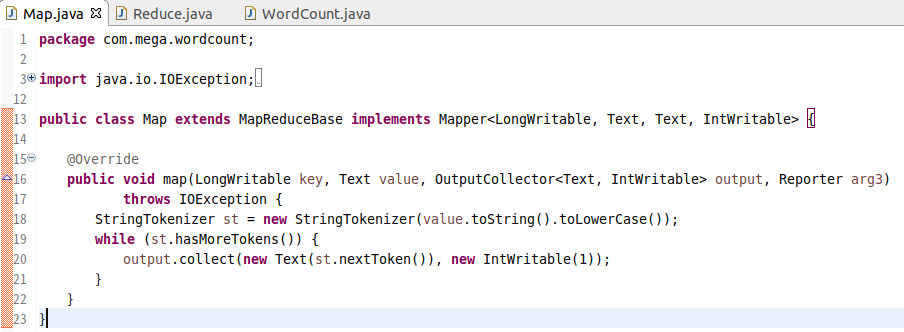 Map.java Reduce.java WordCount.java
1 package com.mega.wordcount;
2
3 import java.io.IOException;
12
13 public class Map extends MapReduceBase implements Mapper<LongWritable, Text, Text, IntWritable> {
14
15 @Override
16 public void map(LongWritable key, Text value, OutputCollector<Text, IntWritable> output, Reporter arg3)
17 throws IOException {
18 StringTokenizer st = new StringTokenizer(value.toString().toLowerCase());
19 while (st.hasMoreTokens()) {
20 output.collect(new Text(st.nextToken()), new IntWritable(1));
21 }
22 }
23 }